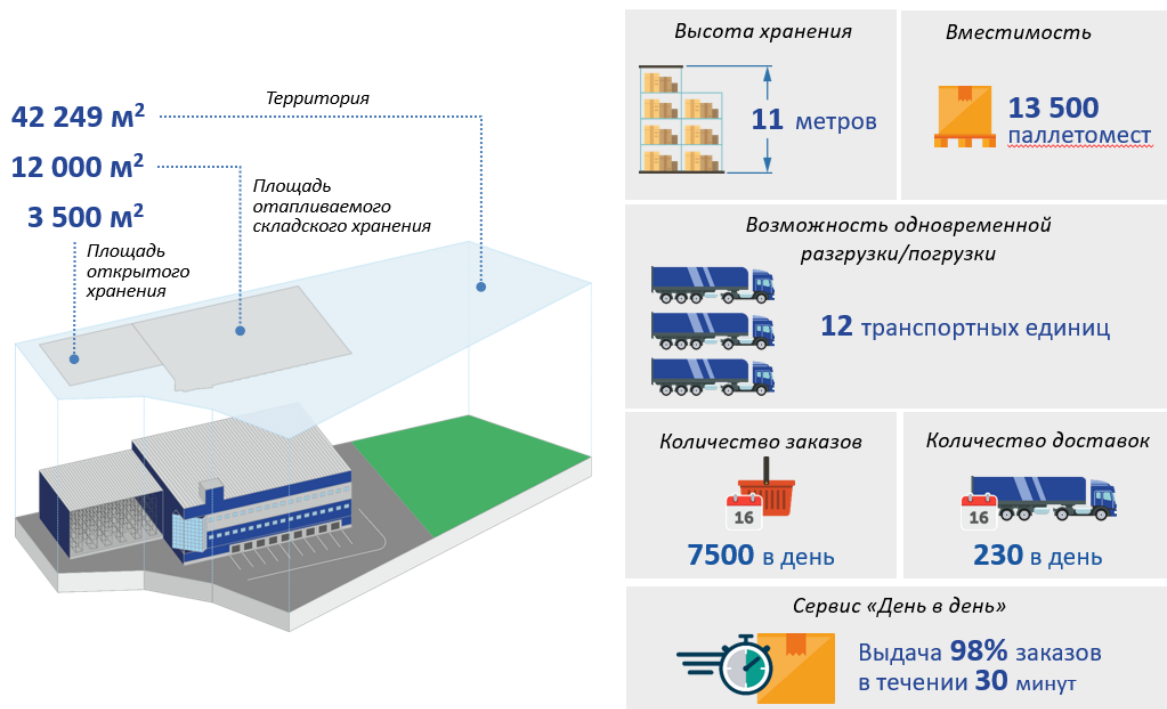 42 249 м²
Территория
12 000 м²
Площадь
отапливаемого
складского хранения
3 500 м²
Площадь
открытого
хранения
Высота хранения
11 метров
Вместимость
13 500
паллетомест
Возможность одновременной
разгрузки/погрузки
12 транспортных единиц
Количество заказов
16
7500 в день
Количество доставок
16
230 в день
Сервис «День в день»
Выдача 98% заказов
в течении 30 минут